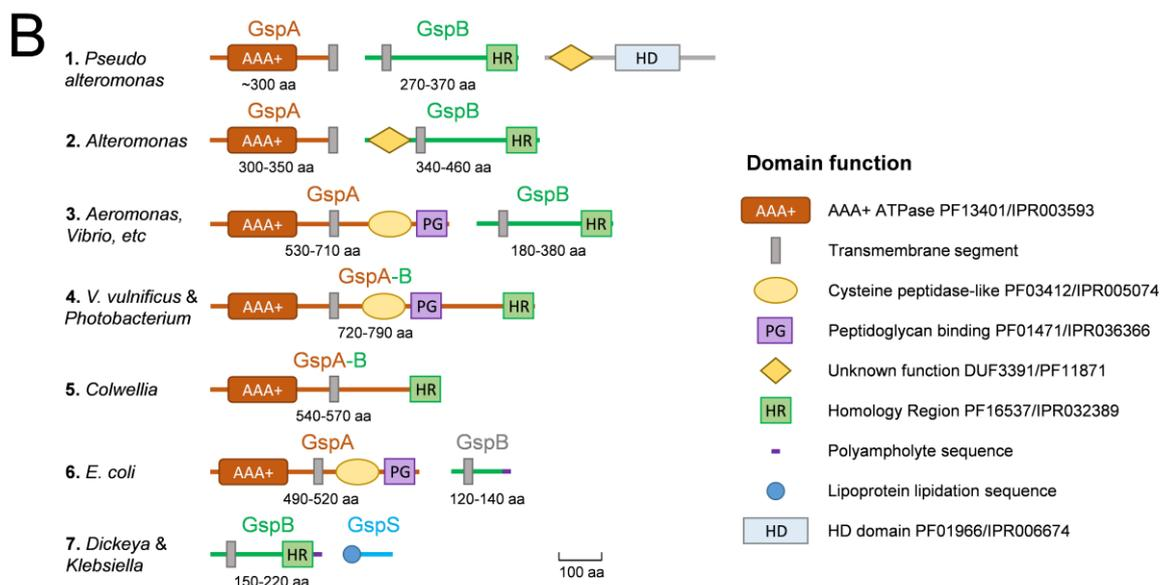 B
1. Pseudo
alteromonas
GspA
AAA+
~300 aa
GspB
HR
270-370 aa
HD
2. Alteromonas
GspA
AAA+
300-350 aa
GspB
HR
340-460 aa
3. Aeromonas,
Vibrio, etc
GspA
AAA+
PG
530-710 aa
GspB
HR
180-380 aa
4. V. vulnificus &
Photobacterium
GspA-B
AAA+
PG
HR
720-790 aa
5. Colwellia
GspA-B
AAA+
HR
540-570 aa
6. E. coli
GspA
AAA+
PG
490-520 aa
GspB
120-140 aa
7. Dickeya &
Klebsiella
GspB
HR
150-220 aa
GspS
100 aa
Domain function
AAA+ AAA+ ATPase PF13401/IPR003593
Transmembrane segment
Cysteine peptidase-like PF03412/IPR005074
PG Peptidoglycan binding PF01471/IPR036366
Unknown function DUF3391/PF11871
HR Homology Region PF16537/IPR032389
Polyampholyte sequence
Lipoprotein lipidation sequence
HD HD domain PF01966/IPR006674